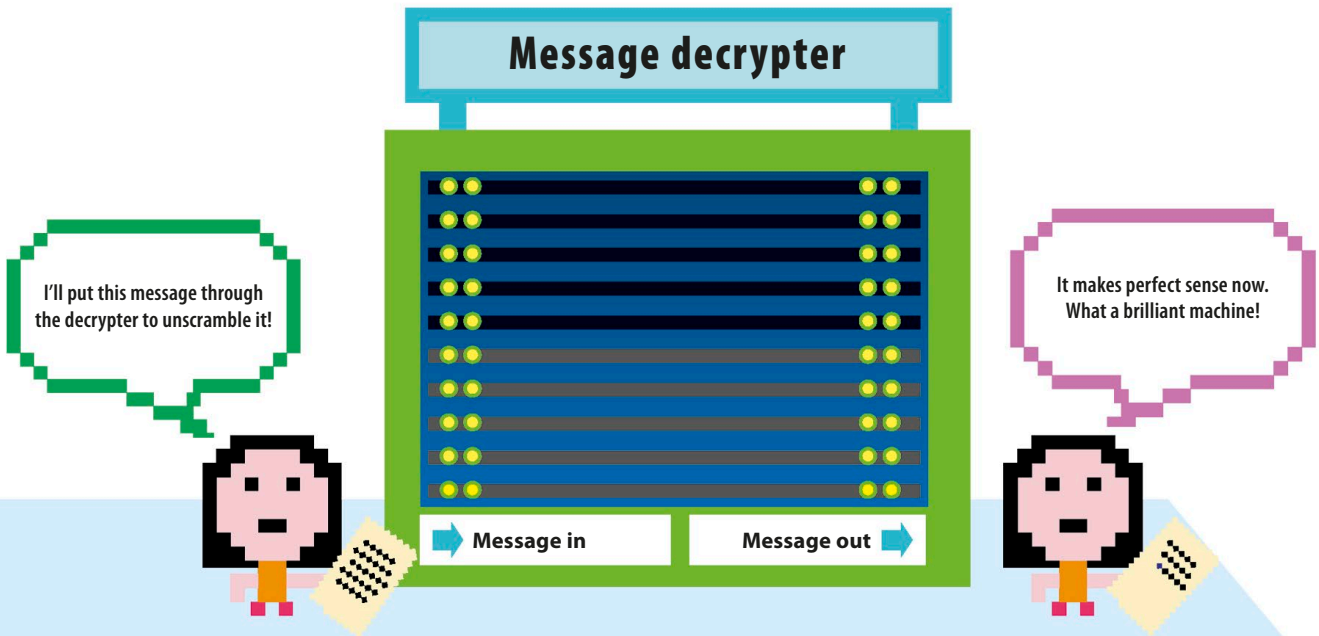 Message decrypter
I’ll put this message through
the decrypter to unscramble it!
It makes perfect sense now.
What a brilliant machine!
Message in
Message out